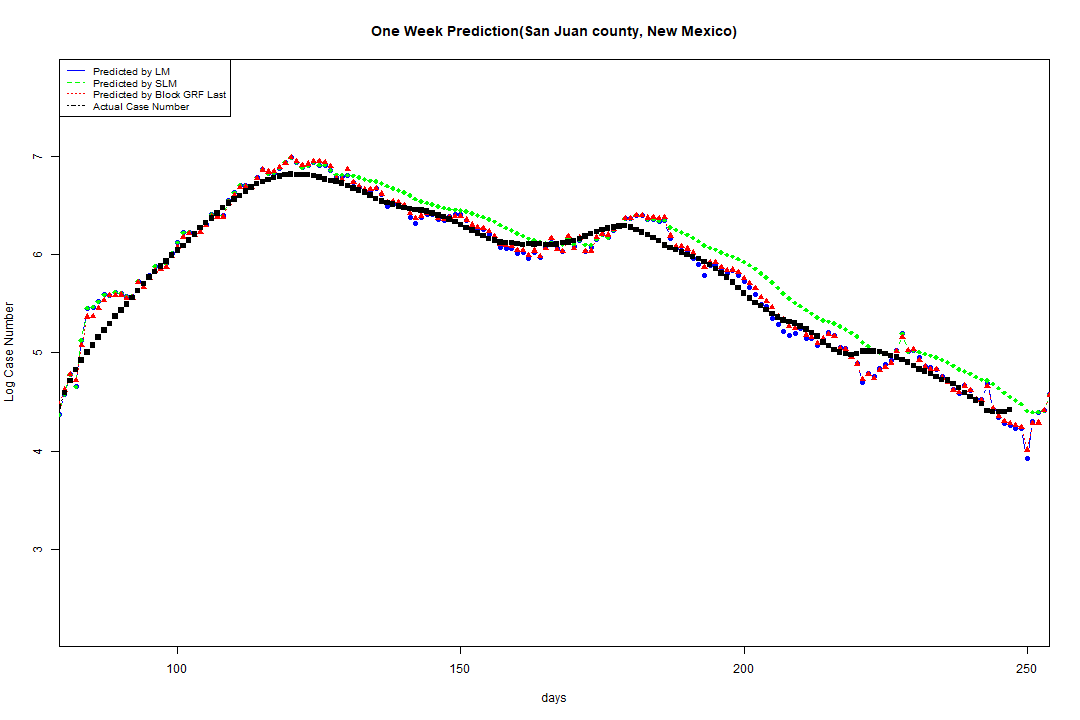 One Week Prediction(San Juan county, New Mexico)
Predicted by LM
Predicted by SLM
Predicted by Block GRF Last
Actual Case Number
7
6
5
4
3
Log Case Number
100 150 200 250
days